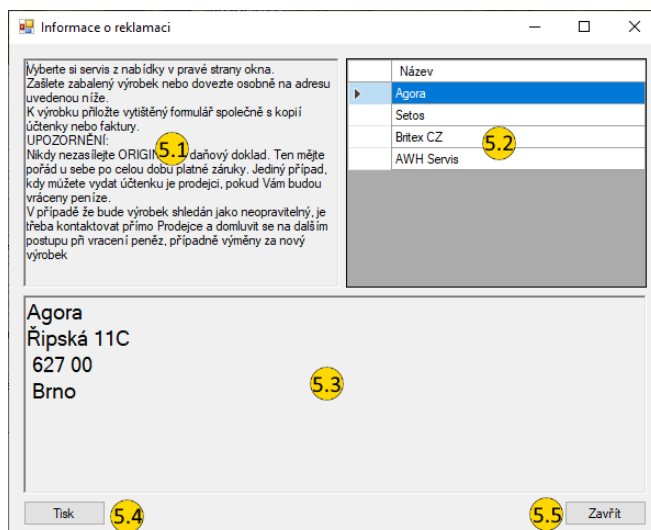 Informace o reklamaci
Vyberte si servis z nabídky v pravé strany okna.
Zašlete zabalený výrobek nebo dovezte osobně na adresu
uvedenou níže.
K výrobku přiložte vytištěný formulář společně s kopií
účtenky nebo faktury.
UPOZORNĚNÍ:
Nikdy nezasílejte ORIGIN daňový doklad. Ten mějte
pořád u sebe po celou dobu platné záruky. Jediný případ,
kdy můžete vydat účtenku je prodejci, pokud Vám budou
vráceny peníze.
V případě že bude výrobek shledán jako neopravitelný, je
třeba kontaktovat přímo Prodejce a domluvit se na dalším
postupu při vracení peněz, případně výměny za nový
výrobek
5.1
Název
Agora
Setos
Britex CZ
AWH Servis
5.2
Agora
Řipská 11C
627 00
Brno
5.3
Tisk 5.4
5.5 Zavřít